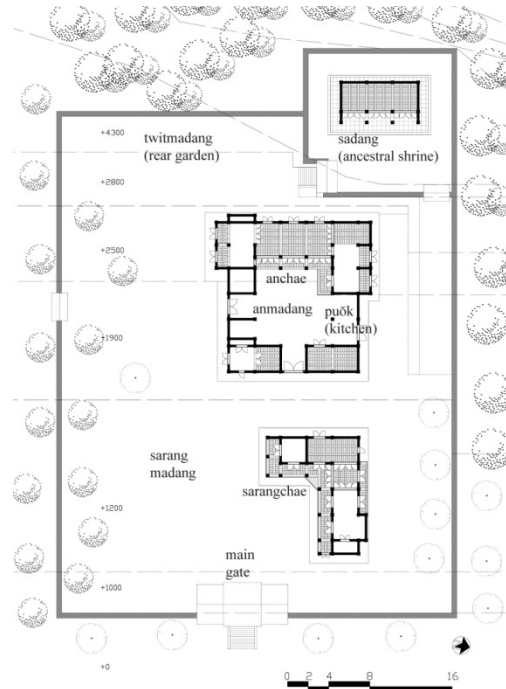 +4300
twitmadang
(rear garden)
sadang
(ancestral shrine)
+2800
+2500
anchae
anmadang
puŏk
(kitchen)
+1900
sarang
madang
sarangchae
+1200
main
gate
+1000
+0
0 2 4 8 16